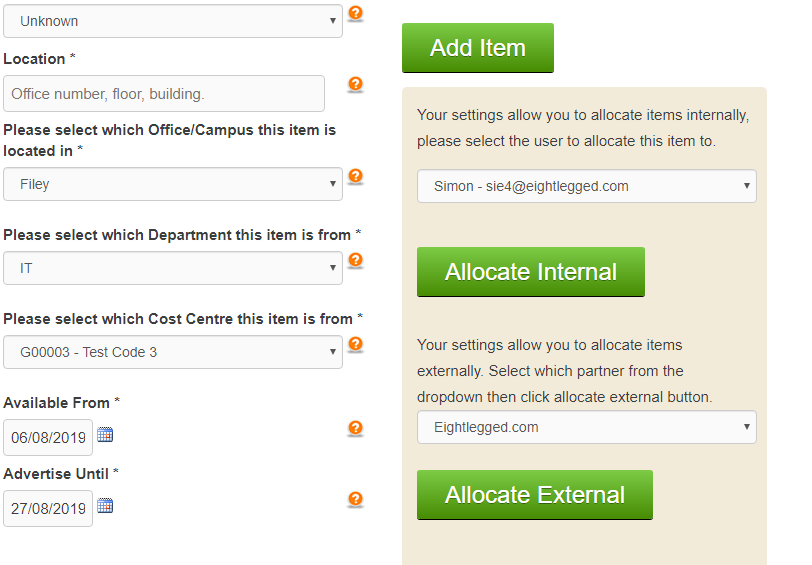 Unknown
Location *
Office number, floor, building.
Please select which Office/Campus this item is
located in *
Filey
Please select which Department this item is from *
IT
Please select which Cost Centre this item is from *
G00003 - Test Code 3
Available From *
06/08/2019
Advertise Until *
27/08/2019
Add Item
Your settings allow you to allocate items internally,
please select the user to allocate this item to.
Simon - sie4@eightlegged.com
Allocate Internal
Your settings allow you to allocate items
externally. Select which partner from the
dropdown then click allocate external button.
Eightlegged.com
Allocate External